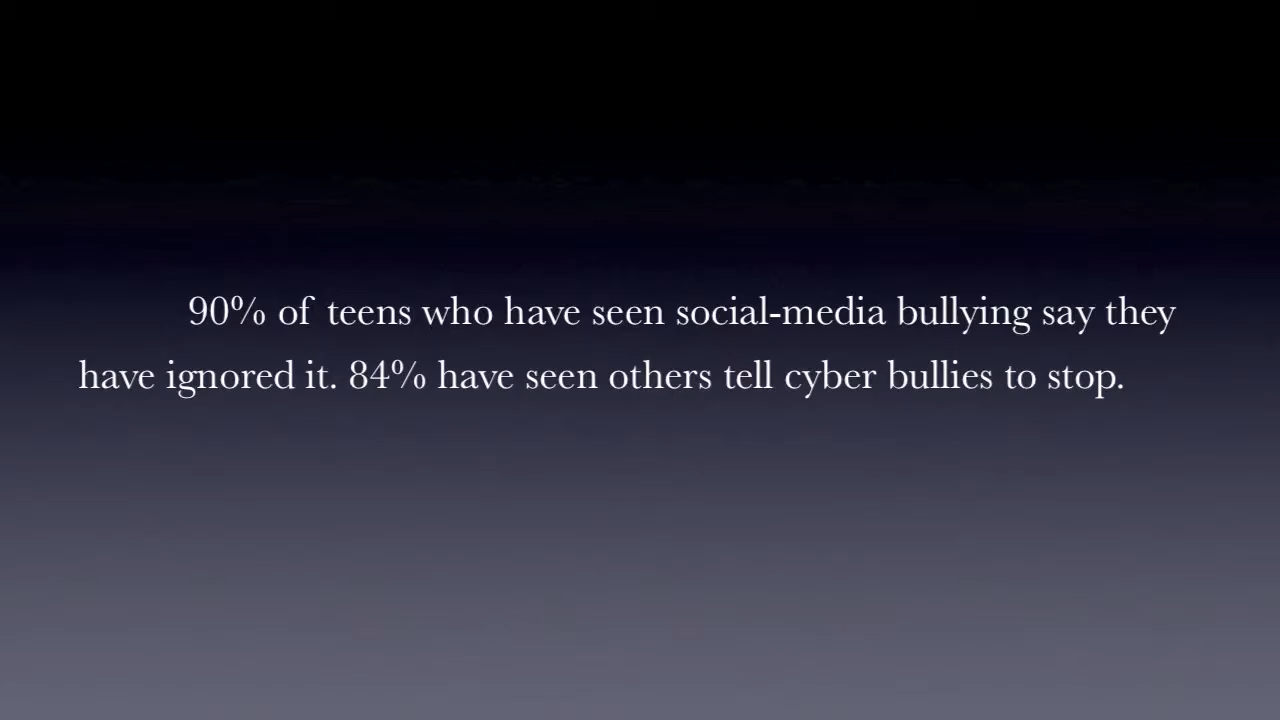 90% of teens who have seen social-media bullying say they
have ignored it. 84% have seen others tell cyber bullies to stop.